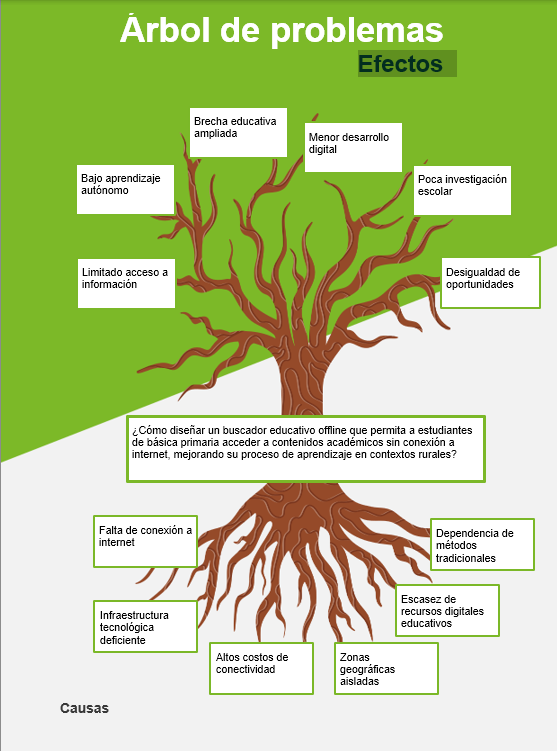 Árbol de problemas
Efectos
Brecha educativa
ampliada
Menor desarrollo
digital
Bajo aprendizaje
autónomo
Poca investigación
escolar
Limitado acceso a
información
Desigualdad de
oportunidades
¿Cómo diseñar un buscador educativo offline que permita a estudiantes
de básica primaria acceder a contenidos académicos sin conexión a
internet, mejorando su proceso de aprendizaje en contextos rurales?
Falta de conexión a
internet
Dependencia de
métodos
tradicionales
Infraestructura
tecnológica
deficiente
Escasez de
recursos digitales
educativos
Altos costos de
conectividad
Zonas
geográficas
aisladas
Causas